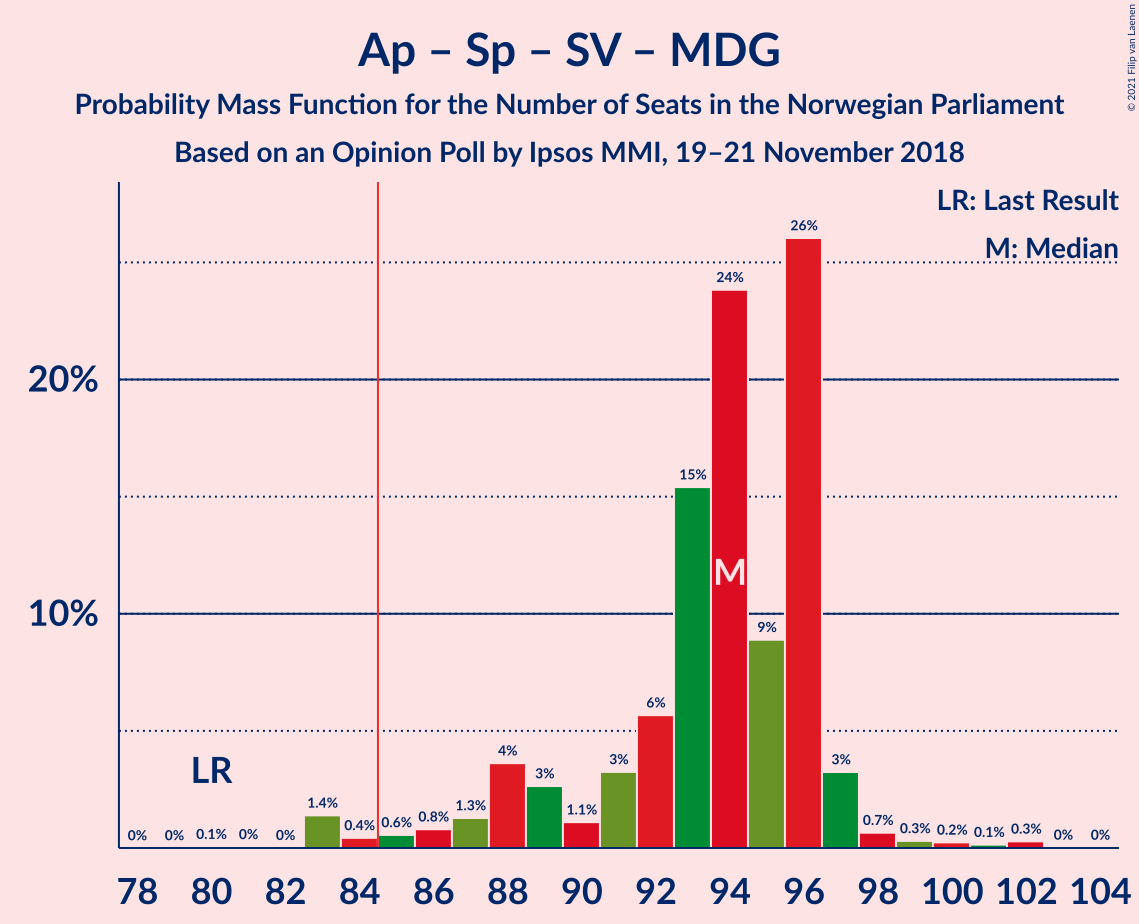 Ap – Sp – SV – MDG
Probability Mass Function for the Number of Seats in the Norwegian Parliament
Based on an Opinion Poll by Ipsos MMI, 19–21 November 2018
© 2021 Filip van Laenen
LR: Last Result
M: Median
20%
10%
LR
M
0% 0% 0.1% 0% 0% 1.4% 0.4% 0.6% 0.8% 1.3% 4% 3% 1.1% 3% 6% 15% 24% 9% 26% 3% 0.7% 0.3% 0.2% 0.1% 0.3% 0% 0%
78 80 82 84 86 88 90 92 94 96 98 100 102 104